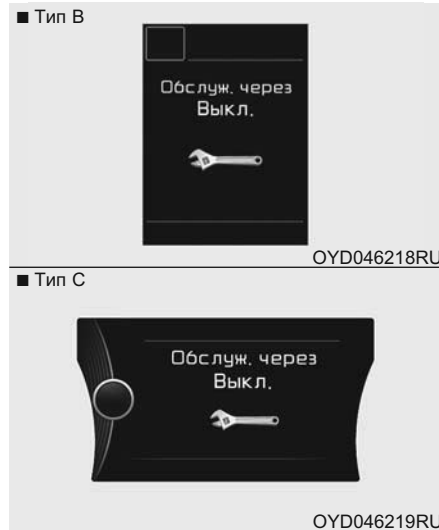 ■ Тип B
Обслуж. через
Выкл.
OYD046218RU
■ Тип C
Обслуж. через
Выкл.
OYD046219RU